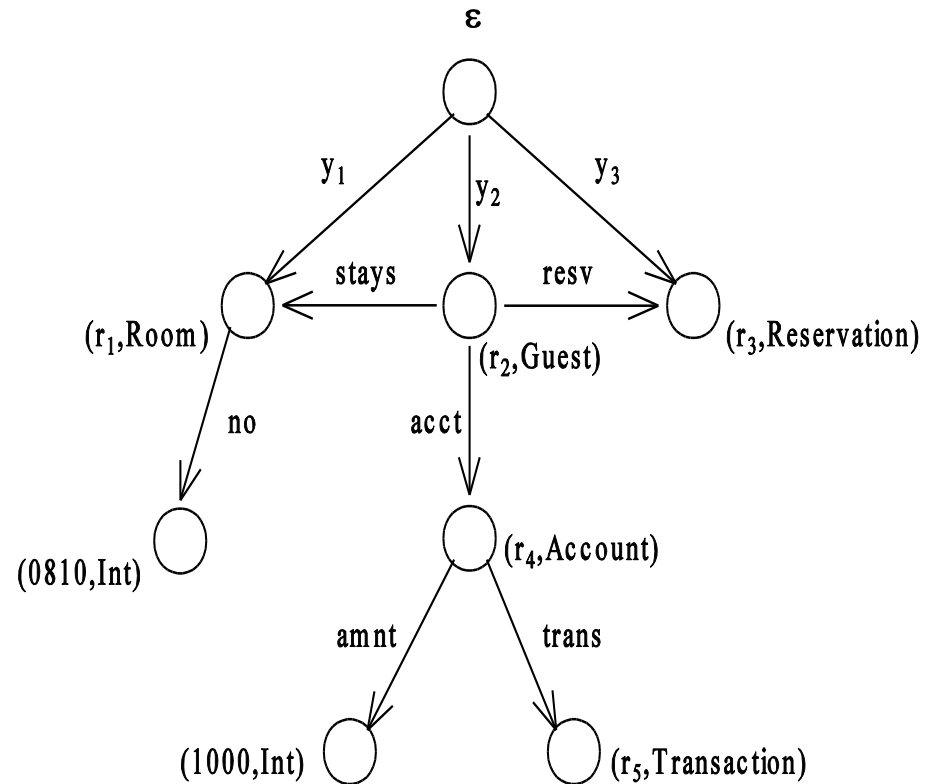 ε
y₁
y₂
y₃
stays
resv
(r₁,Room)
(r₂,Guest)
(r₃,Reservation)
no
acct
(0810,Int)
(r₄,Account)
amnt
trans
(1000,Int)
(r₅,Transaction)